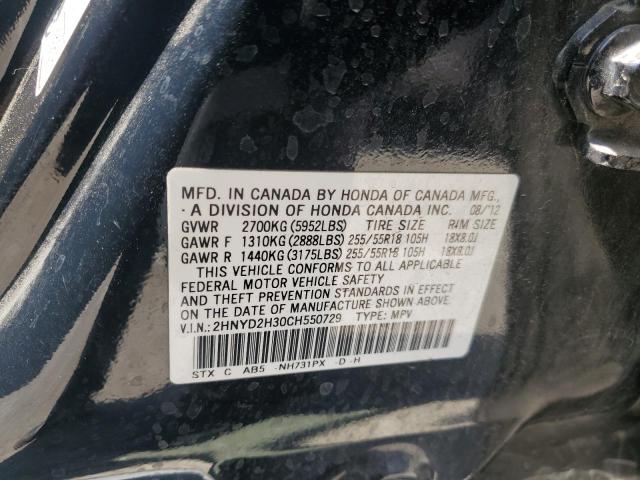 MFD. IN CANADA BY HONDA OF CANADA MFG.,
A DIVISION OF HONDA CANADA INC. 08/'12
GVWR 2700KG (5952LBS) TIRE SIZE RIM SIZE
GAWR F 1310KG (2888LBS) 255/55R18 105H 18X8.0J
GAWR R 1440KG (3175LBS) 255/55R18 105H 18X8.0J
THIS VEHICLE CONFORMS TO ALL APPLICABLE
FEDERAL MOTOR VEHICLE SAFETY
AND THEFT PREVENTION STANDARDS IN EFFECT
ON THE DATE OF MANUFACTURE SHOWN ABOVE.
V.I.N.: 2HNYD2H30CH550729 TYPE: MPV
STX C AB5 -NH731PX -D-H